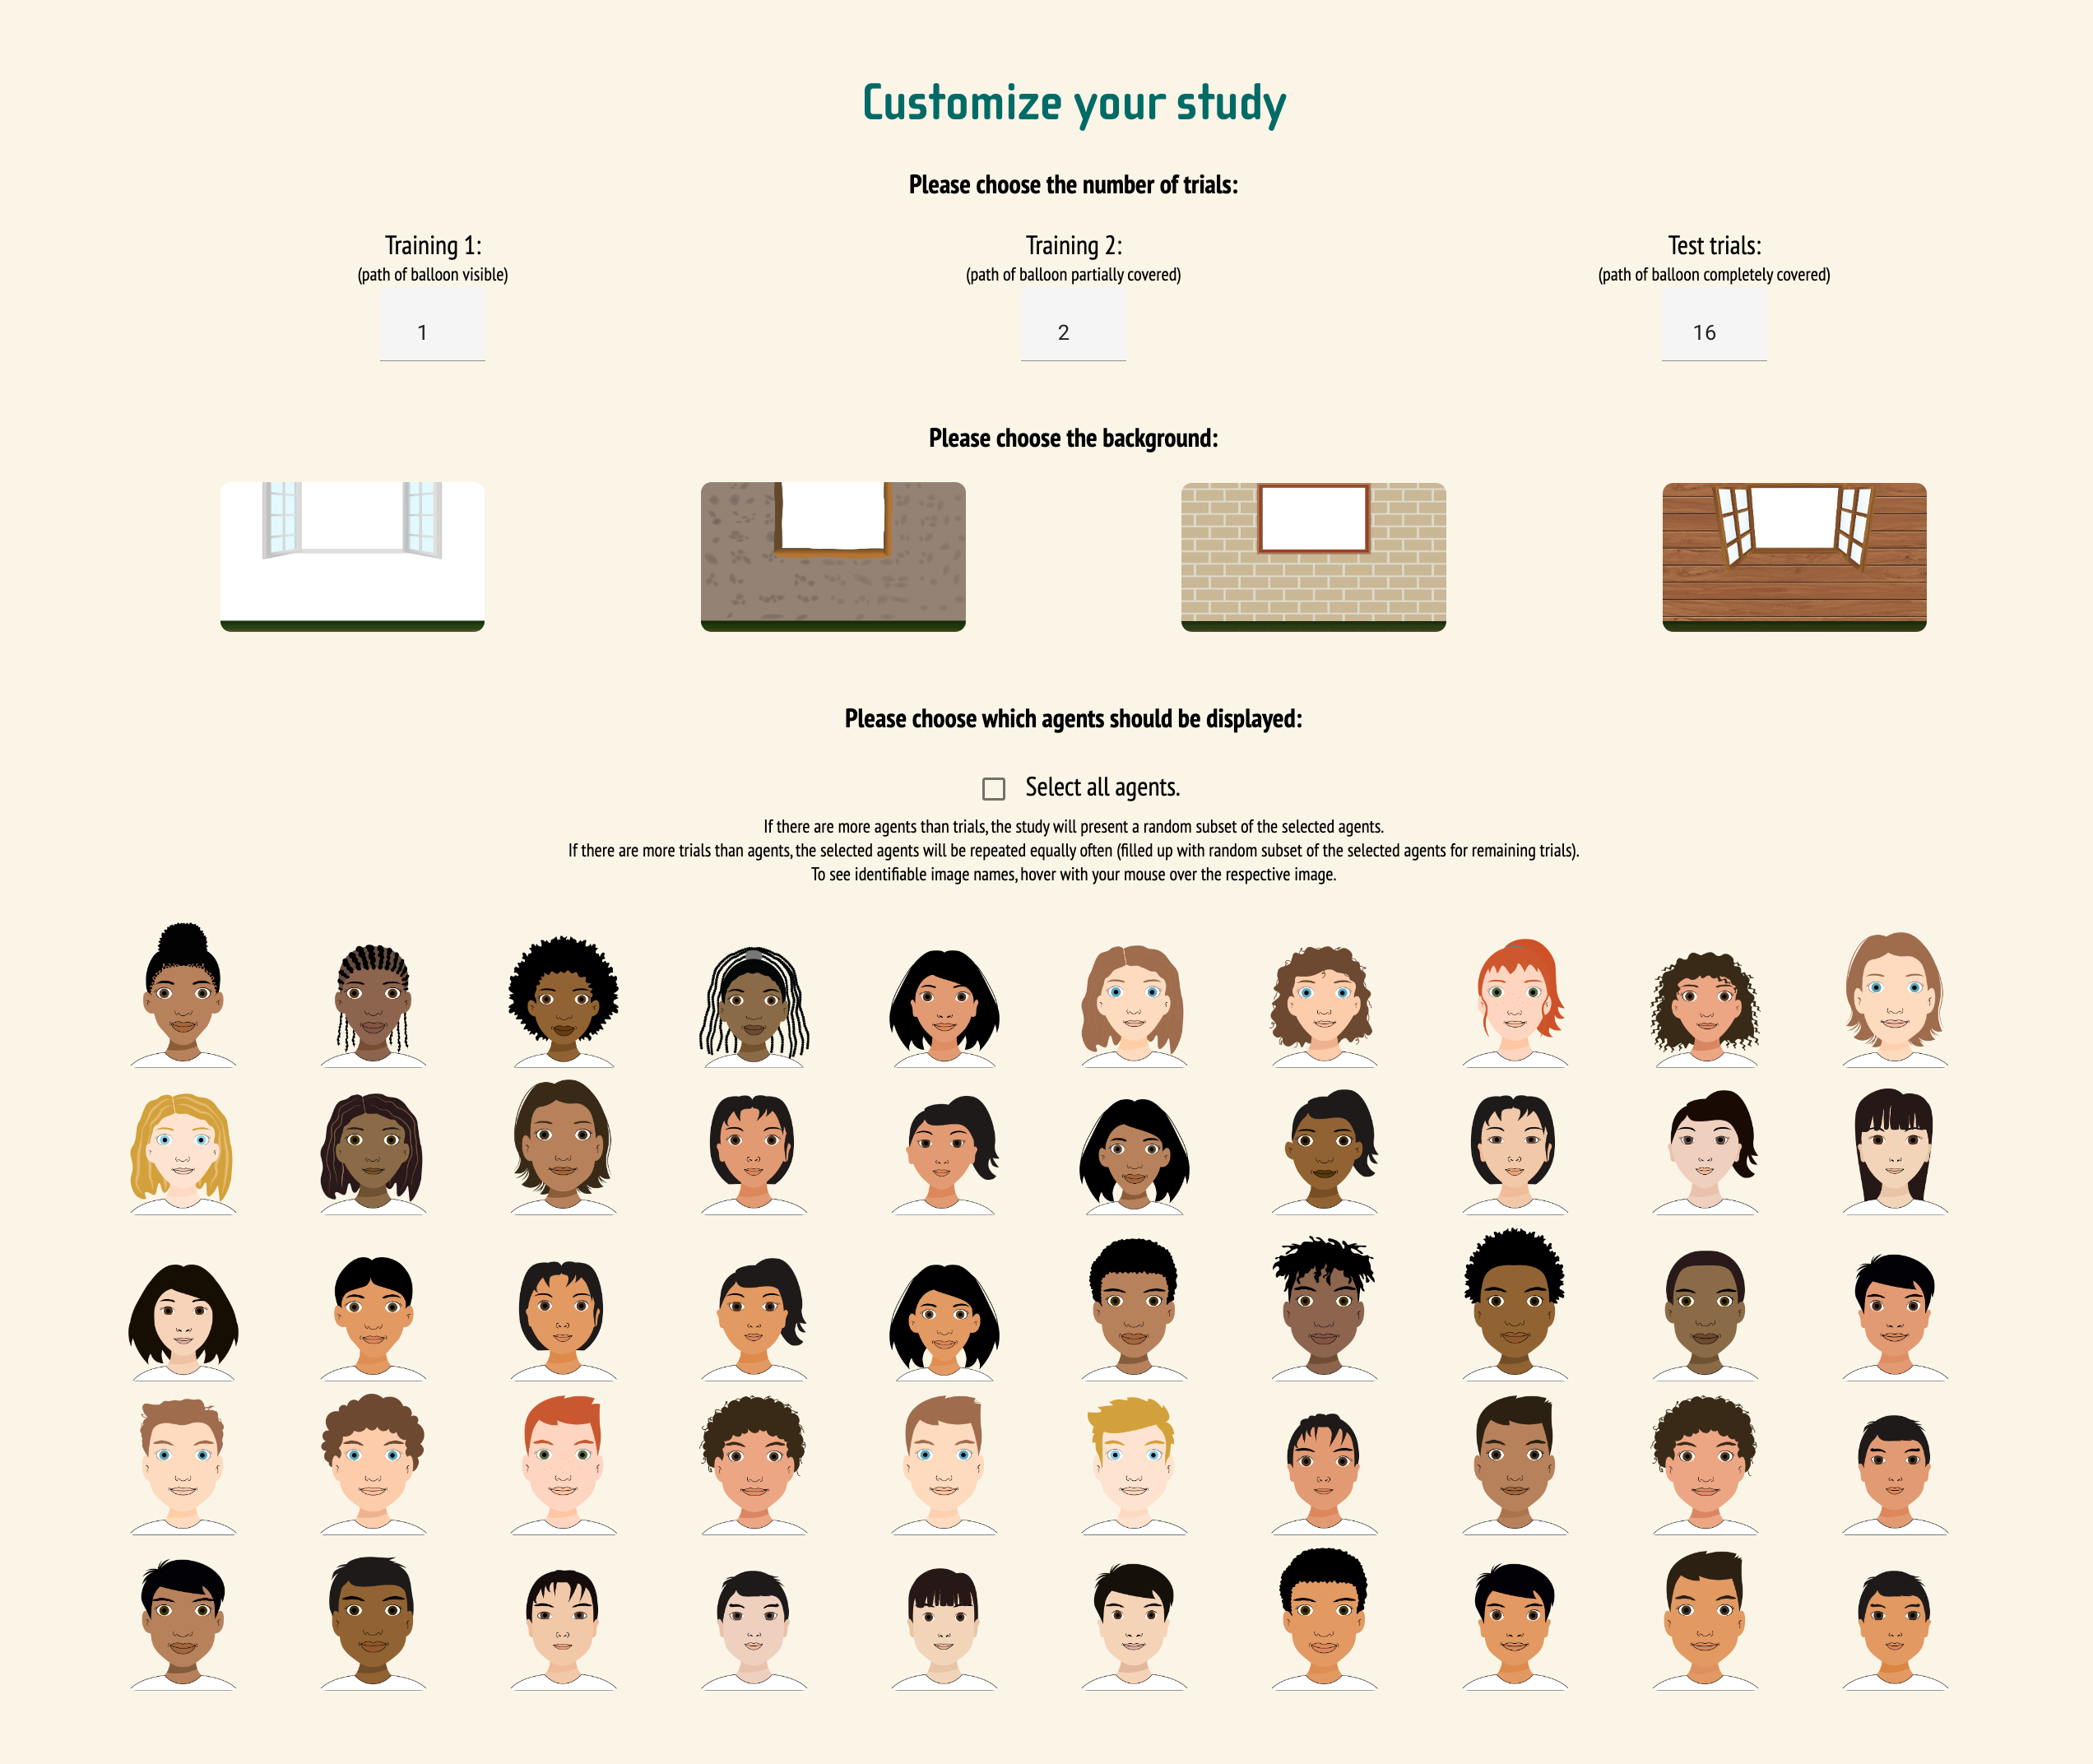 Customize your study
Please choose the number of trials:
Training 1:
(path of balloon visible)
1
Training 2:
(path of balloon partially covered)
2
Test trials:
(path of balloon completely covered)
16
Please choose the background:
Please choose which agents should be displayed:
Select all agents.
If there are more agents than trials, the study will present a random subset of the selected agents.
If there are more trials than agents, the selected agents will be repeated equally often (filled up with random subset of the selected agents for remaining trials).
To see identifiable image names, hover with your mouse over the respective image.